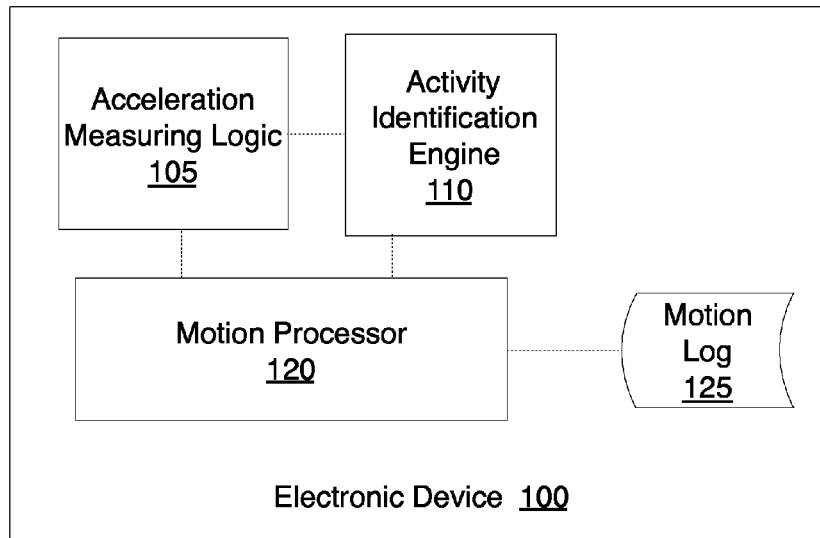 Acceleration
Measuring Logic
105
Activity
Identification
Engine
110
Motion Processor
120
Motion
Log
125
Electronic Device 100